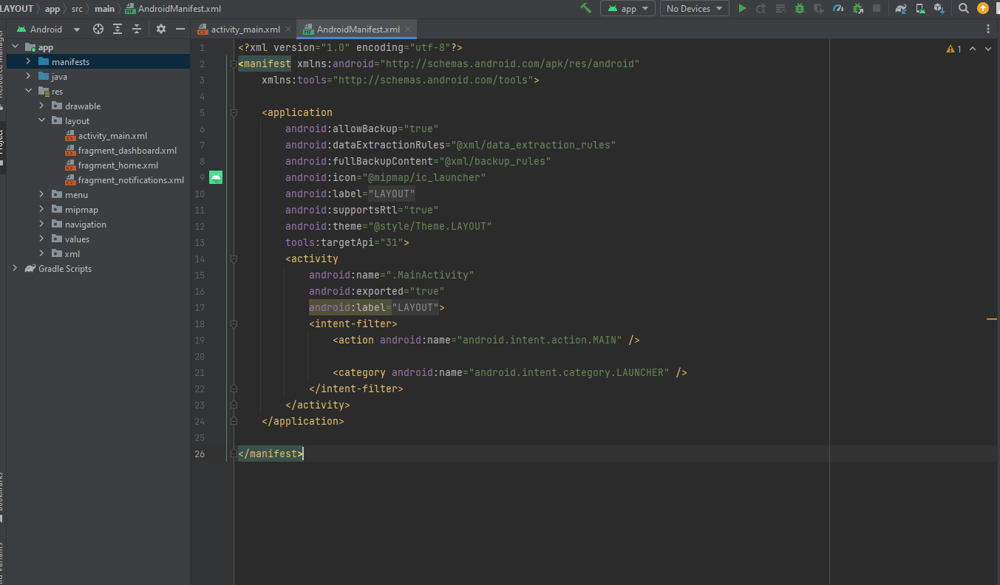 LAYOUT app src main AndroidManifest.xml
app No Devices
Android
activity_main.xml AndroidManifest.xml
app
manifests
java
res
drawable
layout
activity_main.xml
fragment_dashboard.xml
fragment_home.xml
fragment_notifications.xml
menu
mipmap
navigation
values
xml
Gradle Scripts
Project
1
1 <?xml version="1.0" encoding="utf-8"?>
2 <manifest xmlns:android="http://schemas.android.com/apk/res/android"
3 xmlns:tools="http://schemas.android.com/tools">
4
5 <application
6 android:allowBackup="true"
7 android:dataExtractionRules="@xml/data_extraction_rules"
8 android:fullBackupContent="@xml/backup_rules"
9 android:icon="@mipmap/ic_launcher"
10 android:label="LAYOUT"
11 android:supportsRtl="true"
12 android:theme="@style/Theme.LAYOUT"
13 tools:targetApi="31">
14 <activity
15 android:name=".MainActivity"
16 android:exported="true"
17 android:label="LAYOUT">
18 <intent-filter>
19 <action android:name="android.intent.action.MAIN" />
20
21 <category android:name="android.intent.category.LAUNCHER" />
22 </intent-filter>
23 </activity>
24 </application>
25
26 </manifest>